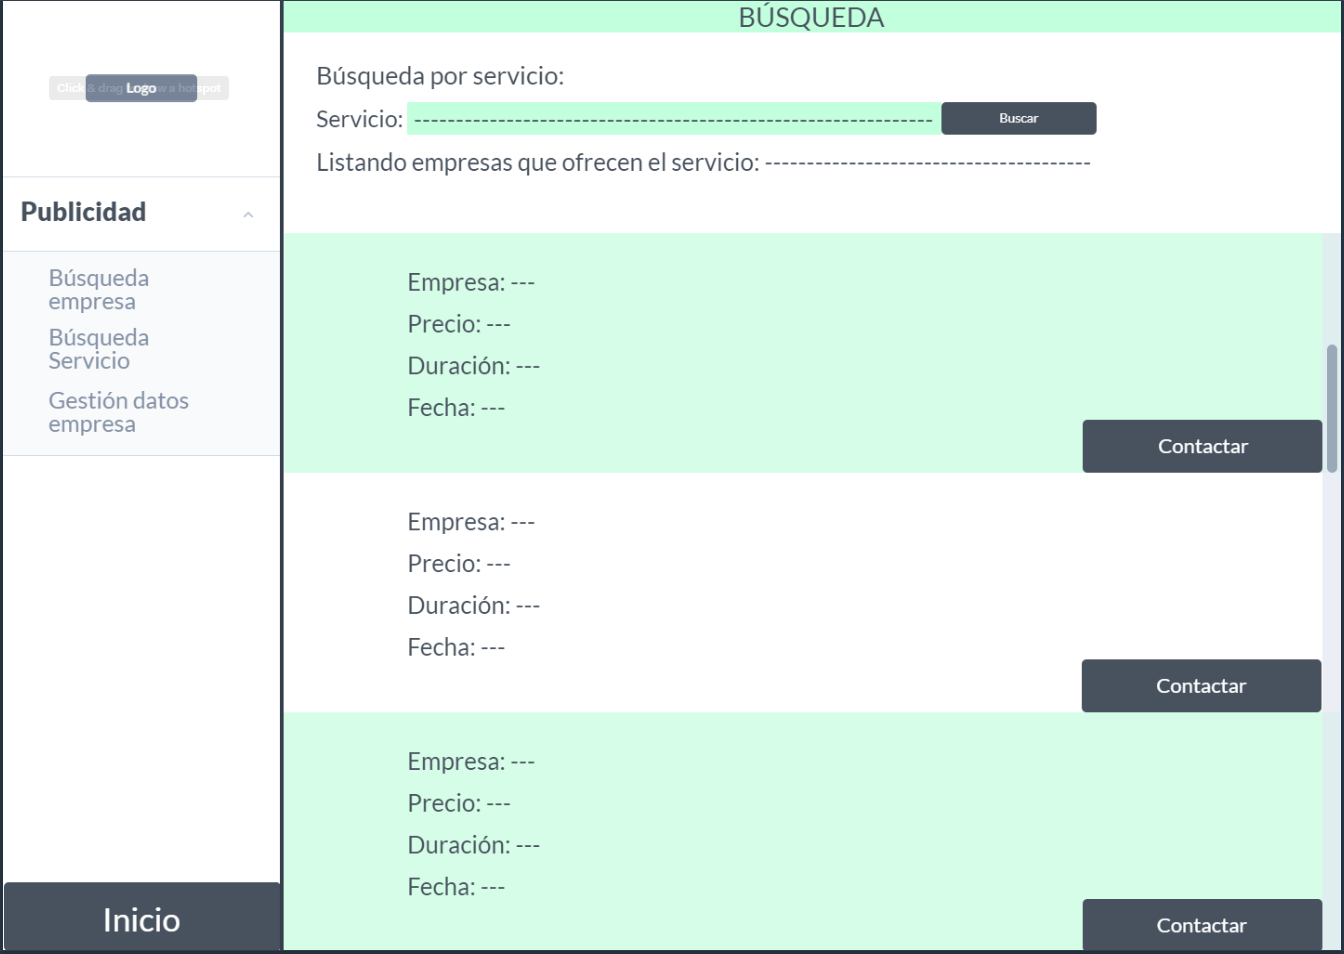 BÚSQUEDA
Click & drag to draw a hotspot
Logo
Publicidad
Búsqueda
empresa
Búsqueda
Servicio
Gestión datos
empresa
Inicio
Búsqueda por servicio:
Servicio: --------------------------------------------------------------
Buscar
Listando empresas que ofrecen el servicio: ---------------------------------------
Empresa: ---
Precio: ---
Duración: ---
Fecha: ---
Contactar
Empresa: ---
Precio: ---
Duración: ---
Fecha: ---
Contactar
Empresa: ---
Precio: ---
Duración: ---
Fecha: ---
Contactar